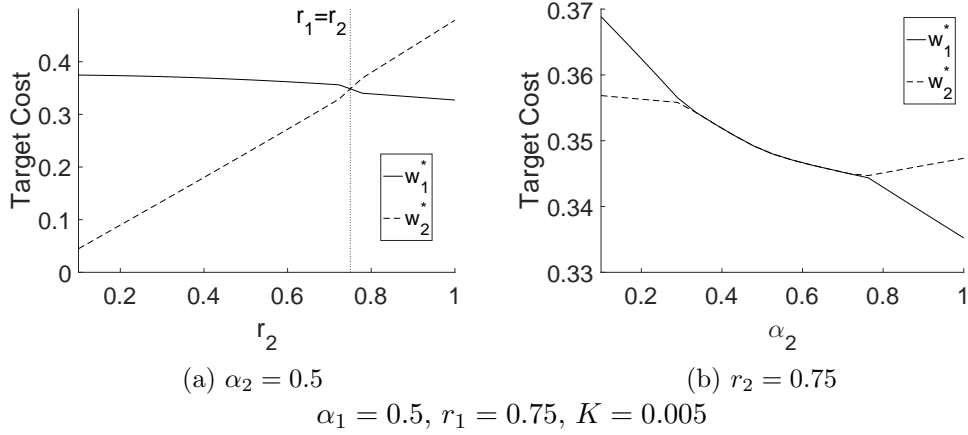 r₁=r₂
Target Cost
0.4
0.3
0.2
0.1
0
w₁*
w₂*
0.2 0.4 0.6 0.8 1
r₂
(a) α₂ = 0.5
Target Cost
0.37
0.36
0.35
0.34
0.33
w₁*
w₂*
0.2 0.4 0.6 0.8 1
α₂
(b) r₂ = 0.75
α₁ = 0.5, r₁ = 0.75, K = 0.005